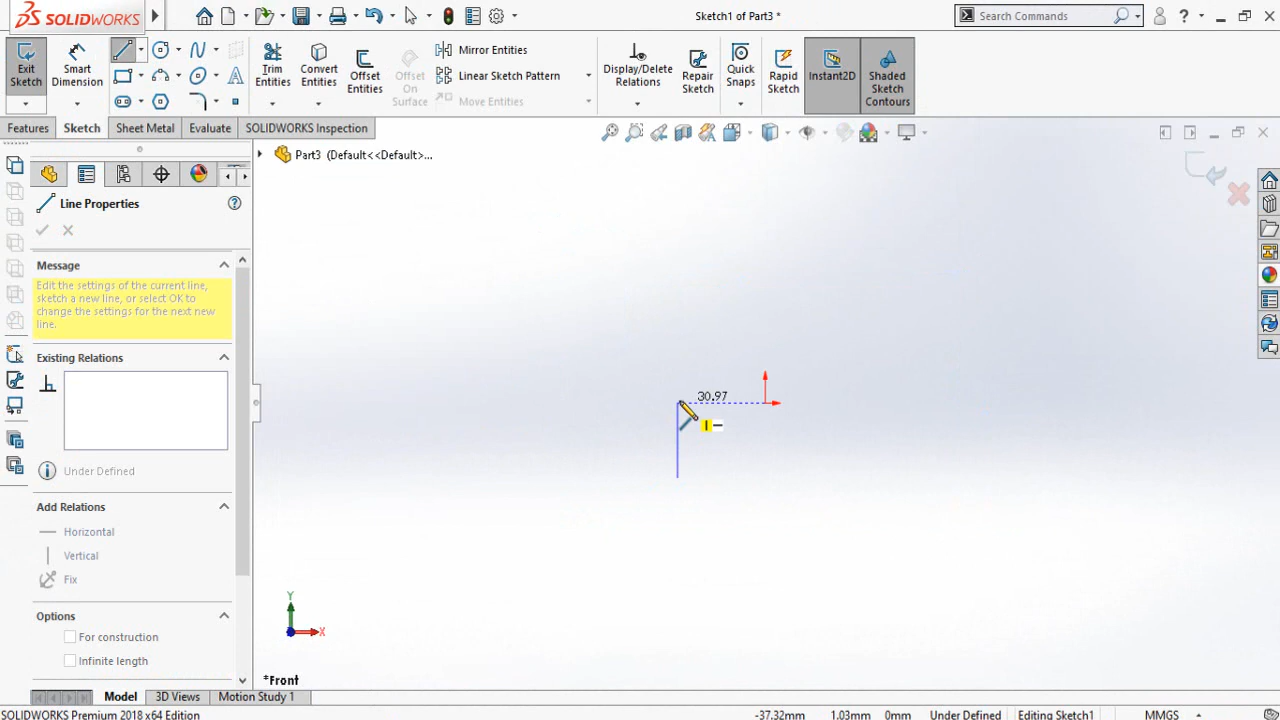 SOLIDWORKS
Sketch1 of Part3 *
Search Commands
?
Exit
Sketch
Smart
Dimension
Trim
Entities
Convert
Entities
Offset
Entities
Offset
On
Surface
Mirror Entities
Linear Sketch Pattern
Move Entities
Display/Delete
Relations
Repair
Sketch
Quick
Snaps
Rapid
Sketch
Instant2D
Shaded
Sketch
Contours
Features
Sketch
Sheet Metal
Evaluate
SOLIDWORKS Inspection
Part3 (Default<<Default>...
Line Properties
?
Message
Edit the settings of the current line,
sketch a new line, or select OK to
change the settings for the next new
line.
Existing Relations
Under Defined
Add Relations
Horizontal
Vertical
Fix
Options
For construction
Infinite length
30.97
Y
X
*Front
Model
3D Views
Motion Study 1
SOLIDWORKS Premium 2018 x64 Edition
-37.32mm
1.03mm
0mm
Under Defined
Editing Sketch1
MMGS